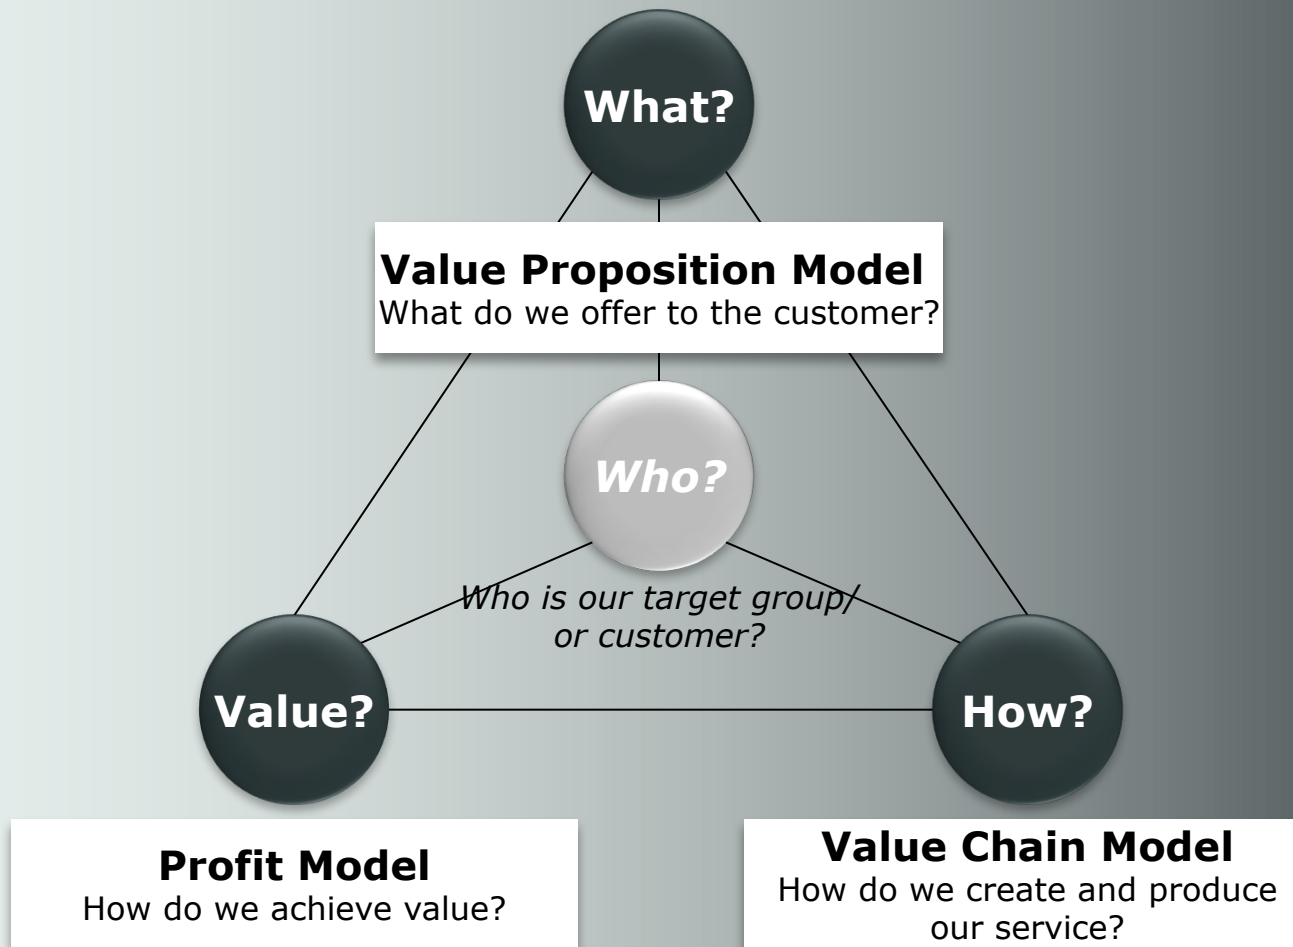 What?
Value Proposition Model
What do we offer to the customer?
Who?
Who is our target group/
or customer?
Value?
How?
Profit Model
How do we achieve value?
Value Chain Model
How do we create and produce
our service?